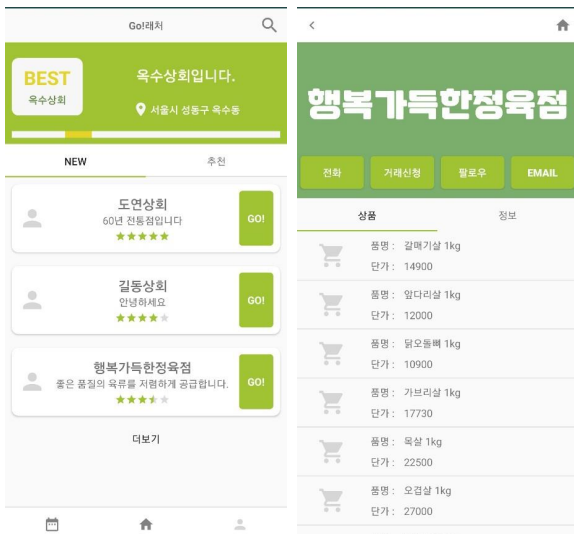 Go!래처
BEST
옥수상회
옥수상회입니다.
서울시 성동구 옥수동
NEW
추천
도연상회
60년 전통점입니다
GO!
길동상회
안녕하세요
GO!
행복가득한정육점
좋은 품질의 육류를 저렴하게 공급합니다.
GO!
더보기
행복가득한정육점
전화
거래신청
팔로우
EMAIL
상품
정보
품명 : 갈매기살 1kg
단가 : 14900
품명 : 앞다리살 1kg
단가 : 12000
품명 : 닭오돌뼈 1kg
단가 : 10900
품명 : 가브리살 1kg
단가 : 17730
품명 : 목살 1kg
단가 : 22500
품명 : 오겹살 1kg
단가 : 27000